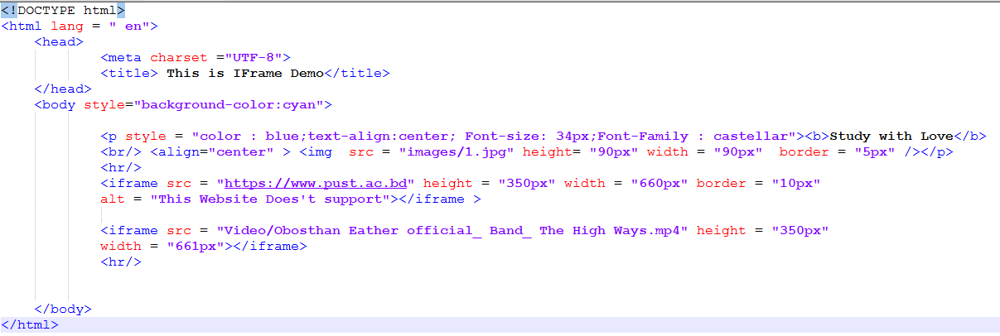 <!DOCTYPE html>
<html lang = " en">
<head>
<meta charset ="UTF-8">
<title> This is IFrame Demo</title>
</head>
<body style="background-color:cyan">
<p style = "color : blue;text-align:center; Font-size: 34px;Font-Family : castellar"><b>Study with Love</b>
<br/> <align="center" > <img  src = "images/1.jpg" height= "90px" width = "90px"  border = "5px" /></p>
<hr/>
<iframe src = "https://www.pust.ac.bd" height = "350px" width = "660px" border = "10px"
alt = "This Website Does't support"></iframe >
<iframe src = "Video/Obosthan Eather official_ Band_ The High Ways.mp4" height = "350px"
width = "661px"></iframe>
<hr/>
</body>
</html>